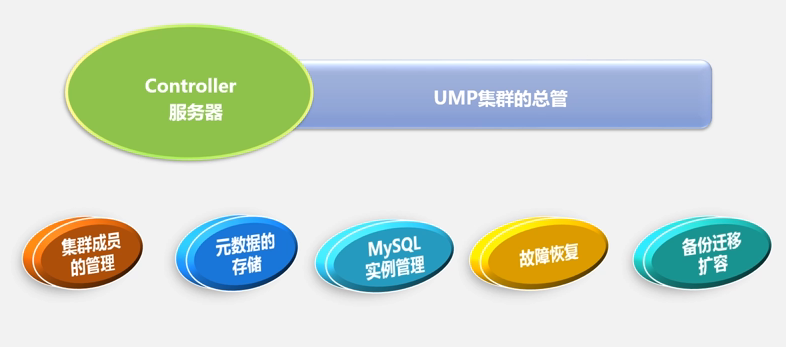 Controller
服务器
UMP集群的总管
集群成员
的管理
元数据的
存储
MySQL
实例管理
故障恢复
备份迁移
扩容